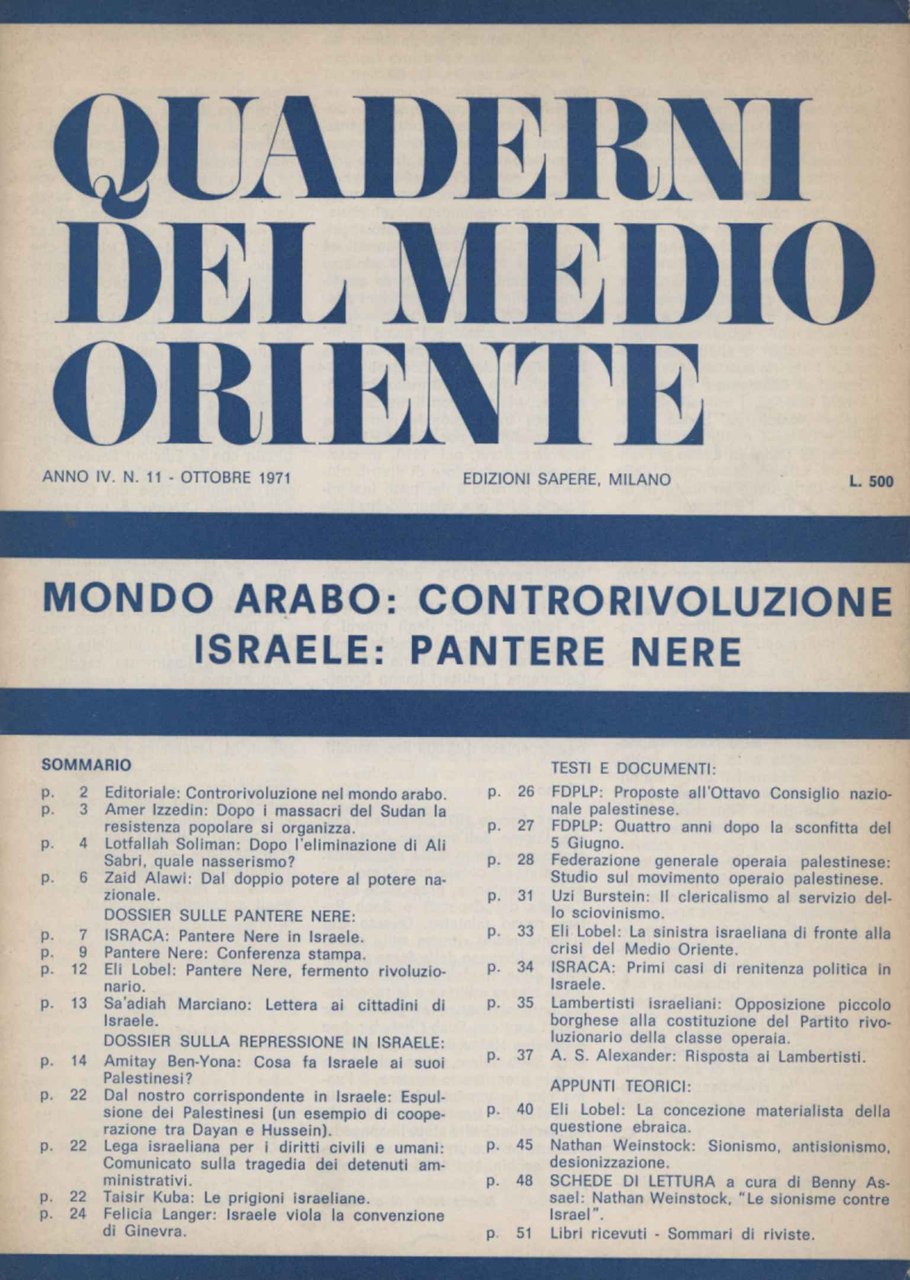 QUADERNI
DEL MEDIO
ORIENTE
ANNO IV. N. 11 - OTTOBRE 1971
EDIZIONI SAPERE, MILANO
L. 500
MONDO ARABO: CONTRORIVOLUZIONE
ISRAELE: PANTERE NERE
SOMMARIO
p. 2 Editoriale: Controrivoluzione nel mondo arabo.
p. 3 Amer Izzedin: Dopo i massacri del Sudan la
resistenza popolare si organizza.
p. 4 Lotfallah Soliman: Dopo l'eliminazione di Ali
Sabri, quale nasserismo?
p. 6 Zaid Alawi: Dal doppio potere al potere na-
zionale.
DOSSIER SULLE PANTERE NERE:
p. 7 ISRACA: Pantere Nere in Israele.
p. 9 Pantere Nere: Conferenza stampa.
p. 12 Eli Lobel: Pantere Nere, fermento rivoluzio-
nario.
p. 13 Sa'adiah Marciano: Lettera ai cittadini di
Israele.
DOSSIER SULLA REPRESSIONE IN ISRAELE:
p. 14 Amitay Ben-Yona: Cosa fa Israele ai suoi
Palestinesi?
p. 22 Dal nostro corrispondente in Israele: Espul-
sione dei Palestinesi (un esempio di coope-
razione tra Dayan e Hussein).
p. 22 Lega israeliana per i diritti civili e umani:
Comunicato sulla tragedia dei detenuti am-
ministrativi.
p. 22 Taisir Kuba: Le prigioni israeliane.
p. 24 Felicia Langer: Israele viola la convenzione
di Ginevra.
TESTI E DOCUMENTI:
p. 26 FDPLP: Proposte all'Ottavo Consiglio nazio-
nale palestinese.
p. 27 FDPLP: Quattro anni dopo la sconfitta del
5 Giugno.
p. 28 Federazione generale operaia palestinese:
Studio sul movimento operaio palestinese.
p. 31 Uzi Burstein: Il clericalismo al servizio del-
lo sciovinismo.
p. 33 Eli Lobel: La sinistra israeliana di fronte alla
crisi del Medio Oriente.
p. 34 ISRACA: Primi casi di renitenza politica in
Israele.
p. 35 Lambertisti israeliani: Opposizione piccolo
borghese alla costituzione del Partito rivo-
luzionario della classe operaia.
p. 37 A. S. Alexander: Risposta ai Lambertisti.
APPUNTI TEORICI:
p. 40 Eli Lobel: La concezione materialista della
questione ebraica.
p. 45 Nathan Weinstock: Sionismo, antisionismo,
desionizzazione.
p. 48 SCHEDE DI LETTURA a cura di Benny As-
sael: Nathan Weinstock, "Le sionisme contre
Israel".
p. 51 Libri ricevuti - Sommari di riviste.